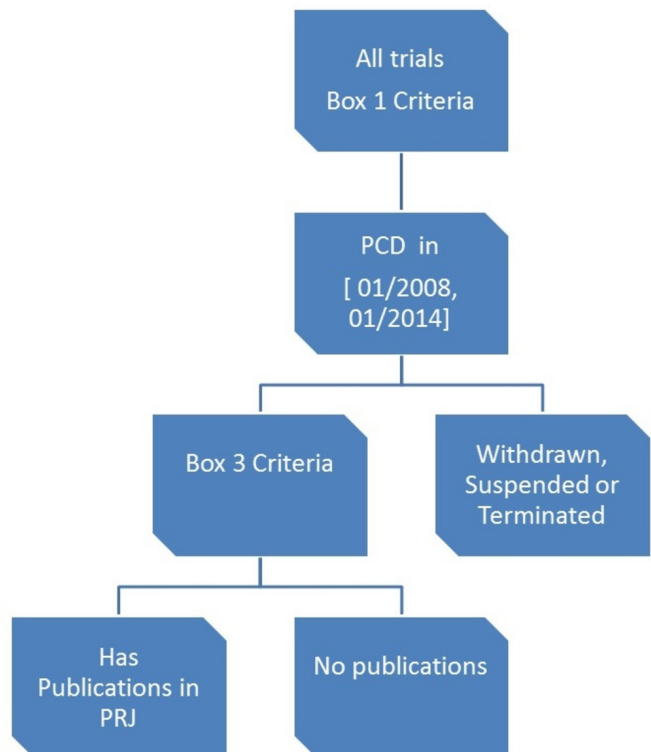 All trials
Box 1 Criteria
PCD in
[ 01/2008,
01/2014]
Box 3 Criteria
Withdrawn,
Suspended or
Terminated
Has
Publications in
PRJ
No publications